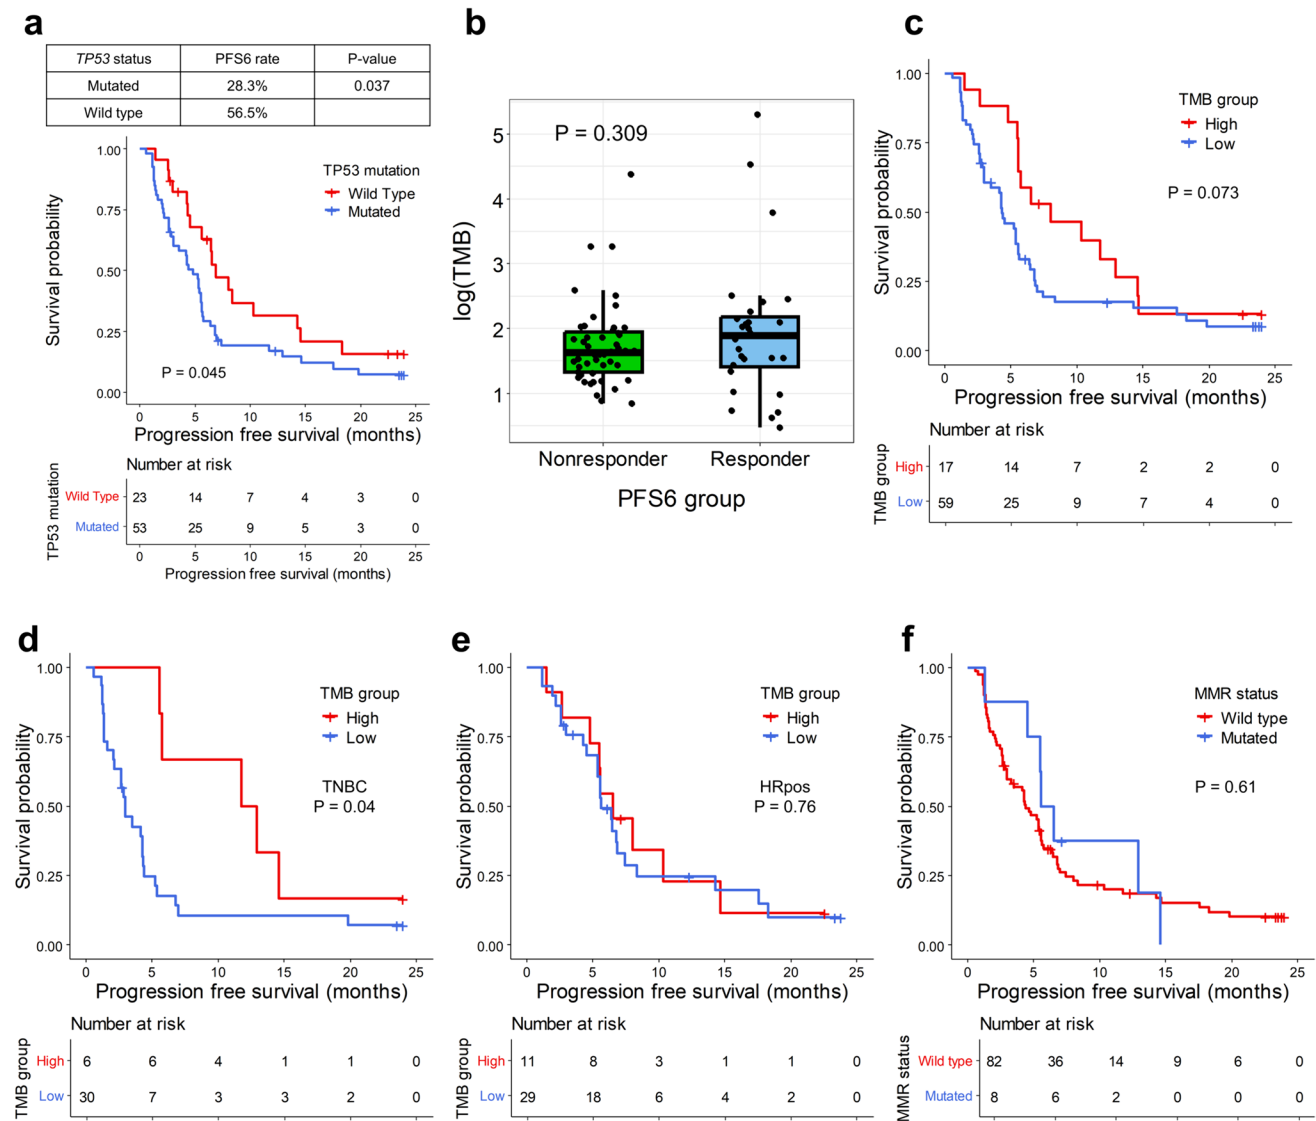 a
TP53 status PFS6 rate P-value
Mutated 28.3% 0.037
Wild type 56.5%
Survival probability
1.00
0.75
0.50
0.25
0.00
TP53 mutation
Wild Type
Mutated
P = 0.045
0 5 10 15 20 25
Progression free survival (months)
Number at risk
TP53 mutation
Wild Type 23 14 7 4 3 0
Mutated 53 25 9 5 3 0
0 5 10 15 20 25
Progression free survival (months)
b
log(TMB)
5
4
3
2
1
P = 0.309
Nonresponder Responder
PFS6 group
c
Survival probability
1.00
0.75
0.50
0.25
0.00
TMB group
High
Low
P = 0.073
0 5 10 15 20 25
Progression free survival (months)
Number at risk
TMB group
High 17 14 7 2 2 0
Low 59 25 9 7 4 0
d
Survival probability
1.00
0.75
0.50
0.25
0.00
TMB group
High
Low
TNBC
P = 0.04
0 5 10 15 20 25
Progression free survival (months)
Number at risk
TMB group
High 6 6 4 1 1 0
Low 30 7 3 3 2 0
e
Survival probability
1.00
0.75
0.50
0.25
0.00
TMB group
High
Low
HRpos
P = 0.76
0 5 10 15 20 25
Progression free survival (months)
Number at risk
TMB group
High 11 8 3 1 1 0
Low 29 18 6 4 2 0
f
Survival probability
1.00
0.75
0.50
0.25
0.00
MMR status
Wild type
Mutated
P = 0.61
0 5 10 15 20 25
Progression free survival (months)
Number at risk
MMR status
Wild type 82 36 14 9 6 0
Mutated 8 6 2 0 0 0